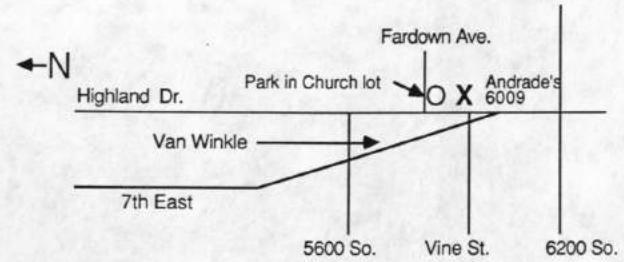 Fardown Ave.
N
Park in Church lot
O X
Andrade's
6009
Highland Dr.
Van Winkle
7th East
5600 So.
Vine St.
6200 So.